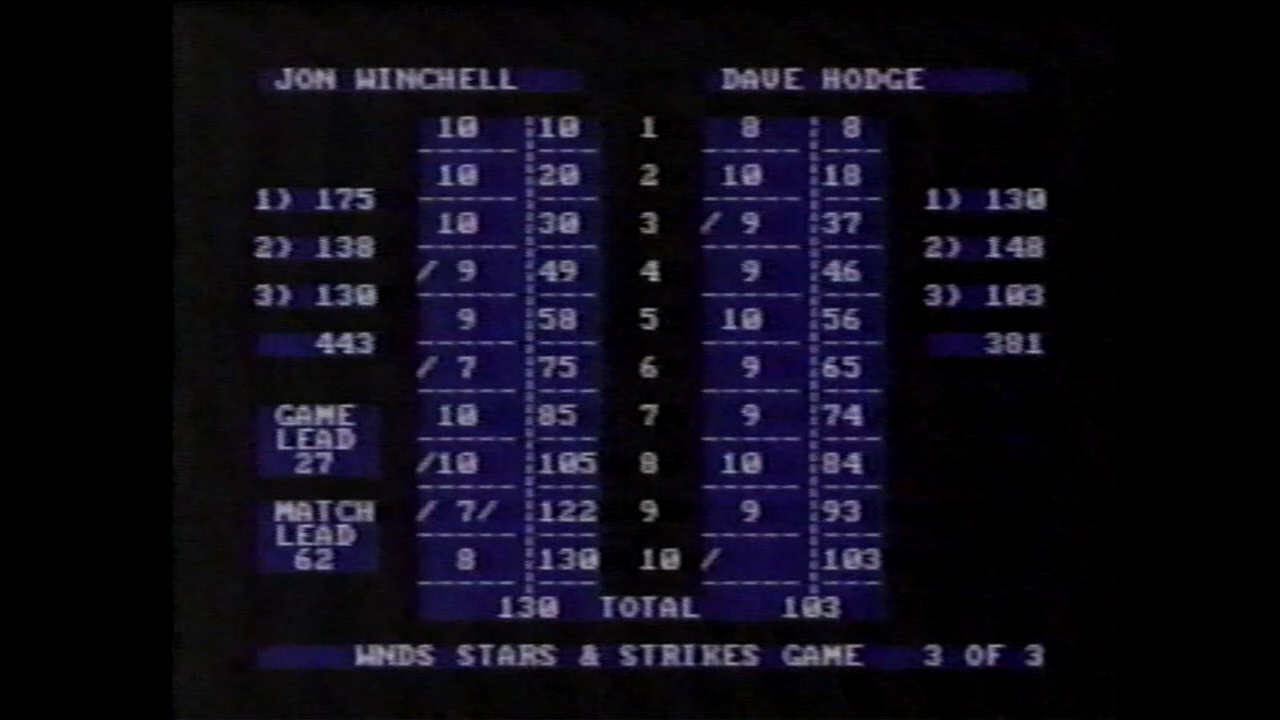 JON WINCHELL DAVE HODGE
10 10 1 8 8
10 20 2 10 18
1) 175 1) 130
10 30 3 / 9 37
2) 138 2) 148
/ 9 49 4 9 46
3) 130 3) 103
9 58 5 10 56
443 381
/ 7 75 6 9 65
GAME 10 85 7 9 74
LEAD
27 /10 105 8 10 84
MATCH / 7/ 122 9 9 93
LEAD
62 8 130 10 / 103
130 TOTAL 103
WNDS STARS & STRIKES GAME 3 OF 3